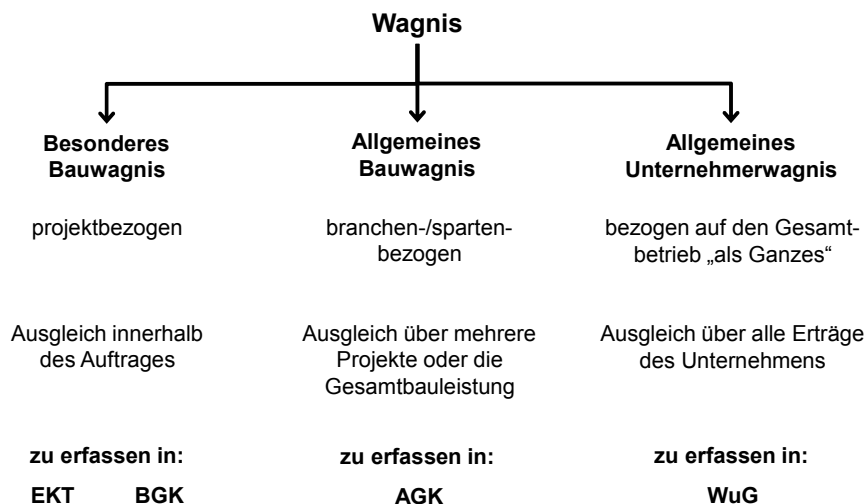 Wagnis
Besonderes
Bauwagnis
projektbezogen
Ausgleich innerhalb
des Auftrages
zu erfassen in:
EKT BGK
Allgemeines
Bauwagnis
branchen-/sparten-
bezogen
Ausgleich über mehrere
Projekte oder die
Gesamtbauleistung
zu erfassen in:
AGK
Allgemeines
Unternehmerwagnis
bezogen auf den Gesamt-
betrieb „als Ganzes“
Ausgleich über alle Erträge
des Unternehmens
zu erfassen in:
WuG